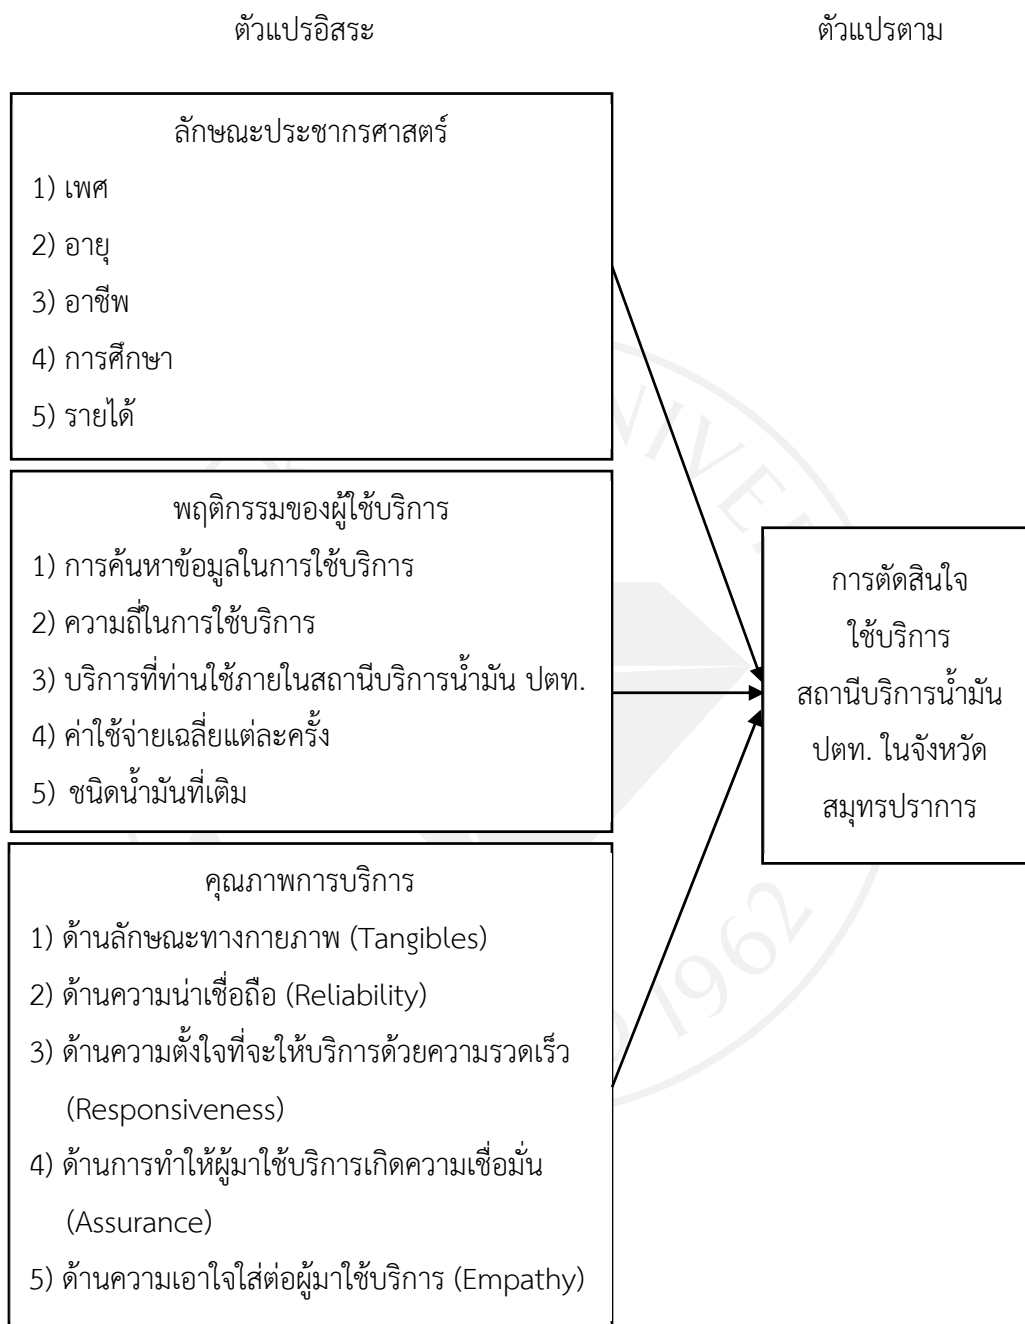 ตัวแปรอิสระ
ตัวแปรตาม
ลักษณะประชากรศาสตร์
1) เพศ
2) อายุ
3) อาชีพ
4) การศึกษา
5) รายได้
พฤติกรรมของผู้ใช้บริการ
1) การค้นหาข้อมูลในการใช้บริการ
2) ความถี่ในการใช้บริการ
3) บริการที่ท่านใช้ภายในสถานีบริการน้ำมัน ปตท.
4) ค่าใช้จ่ายเฉลี่ยแต่ละครั้ง
5) ชนิดน้ำมันที่เติม
คุณภาพการบริการ
1) ด้านลักษณะทางกายภาพ (Tangibles)
2) ด้านความน่าเชื่อถือ (Reliability)
3) ด้านความตั้งใจที่จะให้บริการด้วยความรวดเร็ว
(Responsiveness)
4) ด้านการทำให้ผู้มาใช้บริการเกิดความเชื่อมั่น
(Assurance)
5) ด้านความเอาใจใส่ต่อผู้มาใช้บริการ (Empathy)
การตัดสินใจ
ใช้บริการ
สถานีบริการน้ำมัน
ปตท. ในจังหวัด
สมุทรปราการ
1962